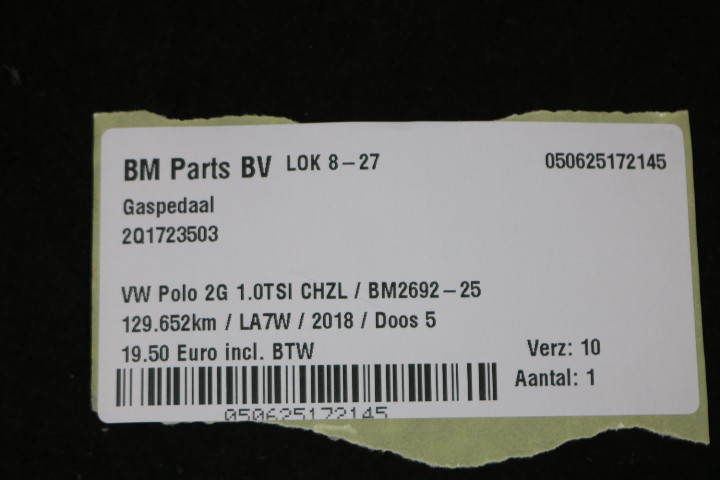 BM Parts BV LOK 8-27 050625172145
Gaspedaal
2Q1723503
VW Polo 2G 1.0TSI CHZL / BM2692-25
129.652km / LA7W / 2018 / Doos 5
19.50 Euro incl. BTW Verz: 10
Aantal: 1
050625172145